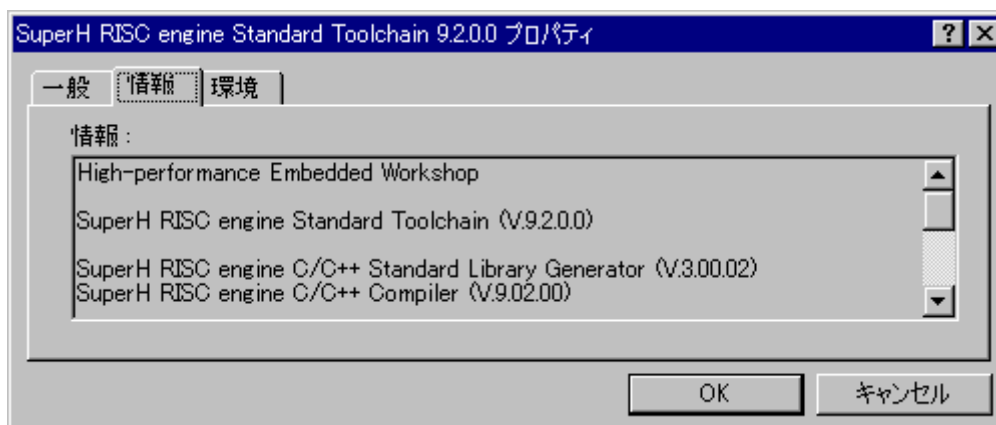 SuperH RISC engine Standard Toolchain 9.2.0.0 プロパティ
一般 情報 環境
情報：
High-performance Embedded Workshop
SuperH RISC engine Standard Toolchain (V.9.2.0.0)
SuperH RISC engine C/C++ Standard Library Generator (V.3.00.02)
SuperH RISC engine C/C++ Compiler (V.9.02.00)
OK キャンセル